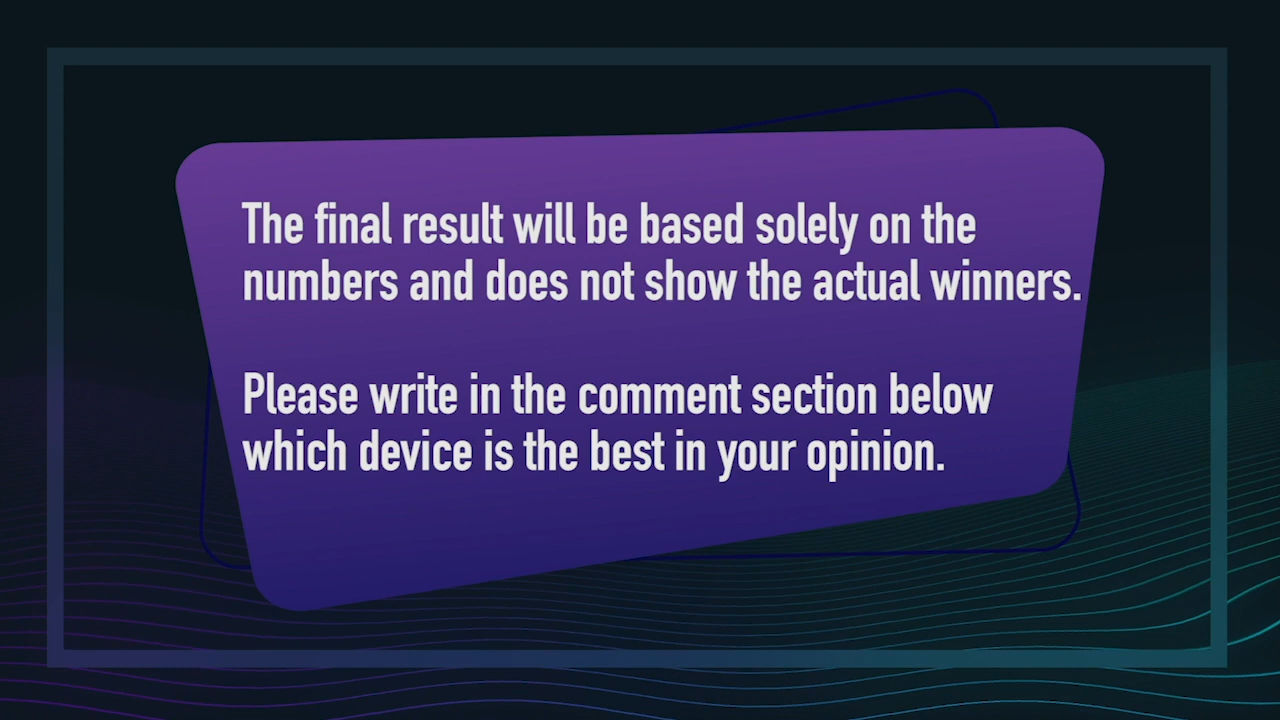 The final result will be based solely on the
numbers and does not show the actual winners.
Please write in the comment section below
which device is the best in your opinion.